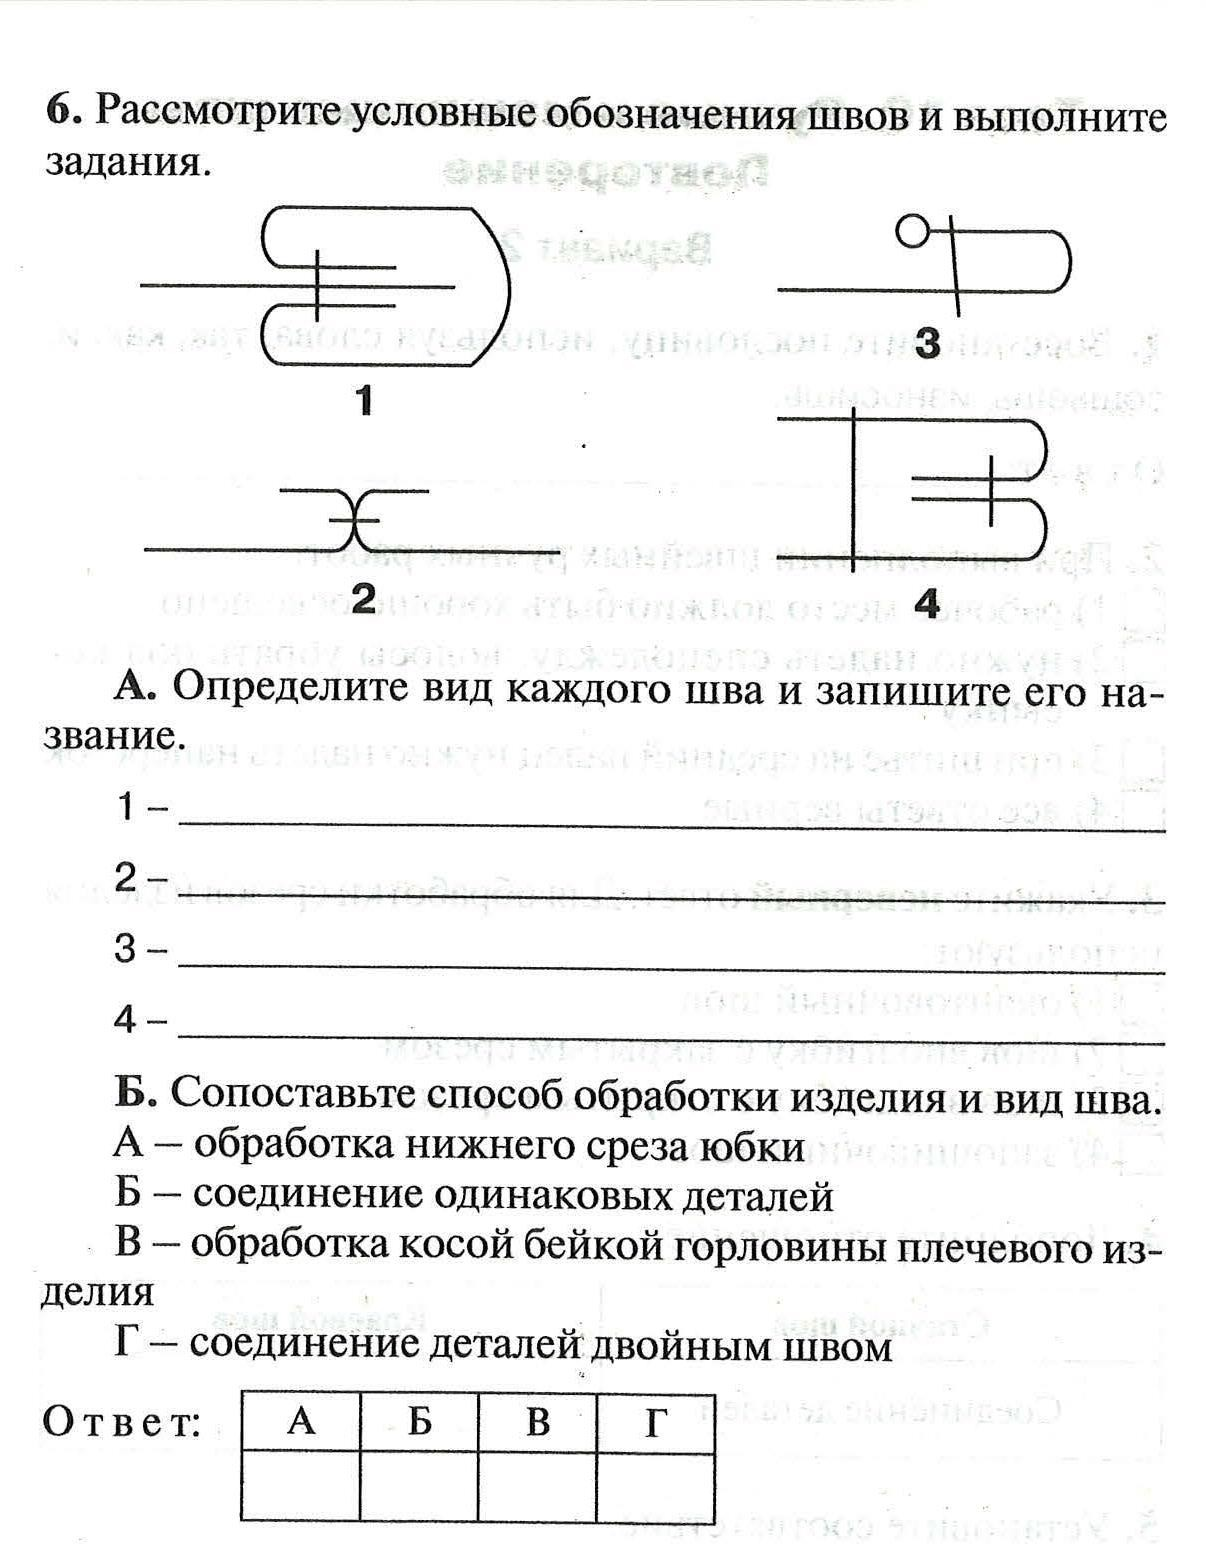 6. Рассмотрите условные обозначения швов и выполните
задания.
1
3
2
4
А. Определите вид каждого шва и запишите его на-
звание.
1 –
2 –
3 –
4 –
Б. Сопоставьте способ обработки изделия и вид шва.
А — обработка нижнего среза юбки
Б — соединение одинаковых деталей
В — обработка косой бейкой горловины плечевого из-
делия
Г — соединение деталей двойным швом
Ответ:
А Б В Г